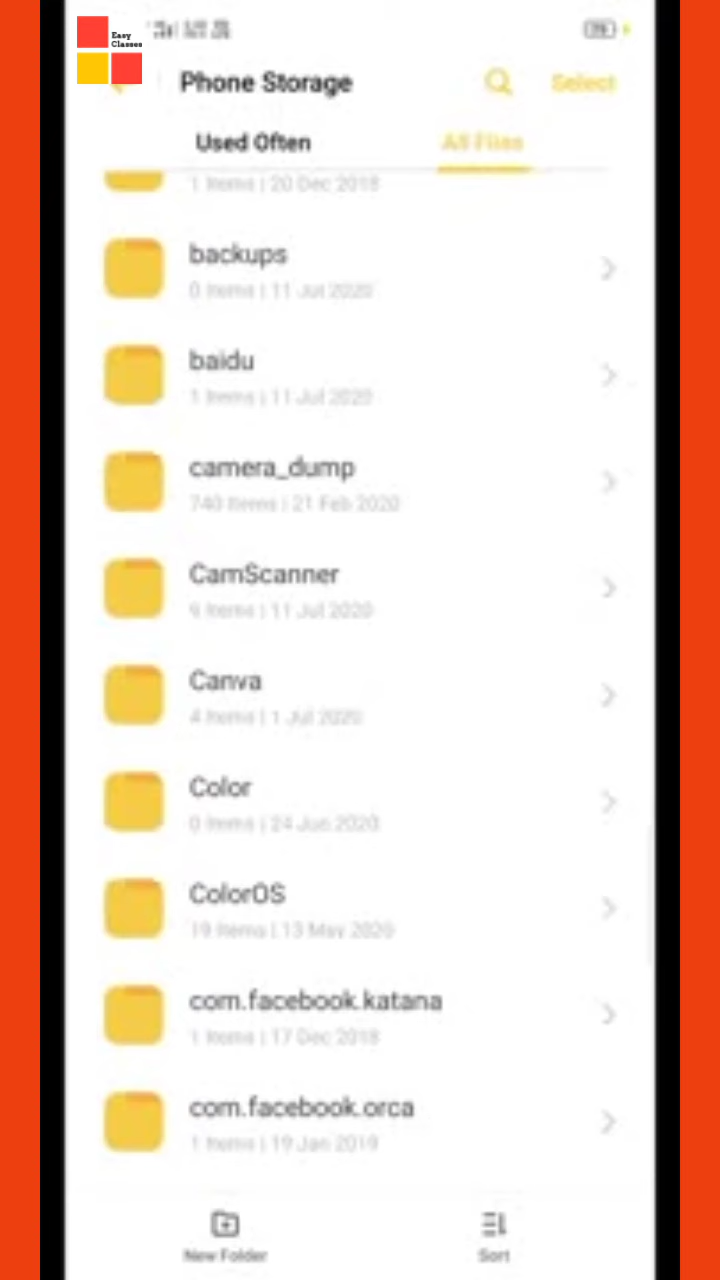 Easy
Classes
Phone Storage
Select
Used Often
All Files
1 Items | 20 Dec 2018
backups
0 Items | 11 Jul 2020
baidu
1 Items | 11 Jul 2020
camera_dump
740 Items | 21 Feb 2020
CamScanner
Items | 11 Jul 2020
Canva
4 Items | 1 Jul 2020
Color
0 Items | 24 Jun 2020
ColorOS
19 Items | 13 May 2020
com.facebook.katana
1 Items | 17 Dec 2018
com.facebook.orca
1 Items | 19 Jan 2019
New Folder
Sort